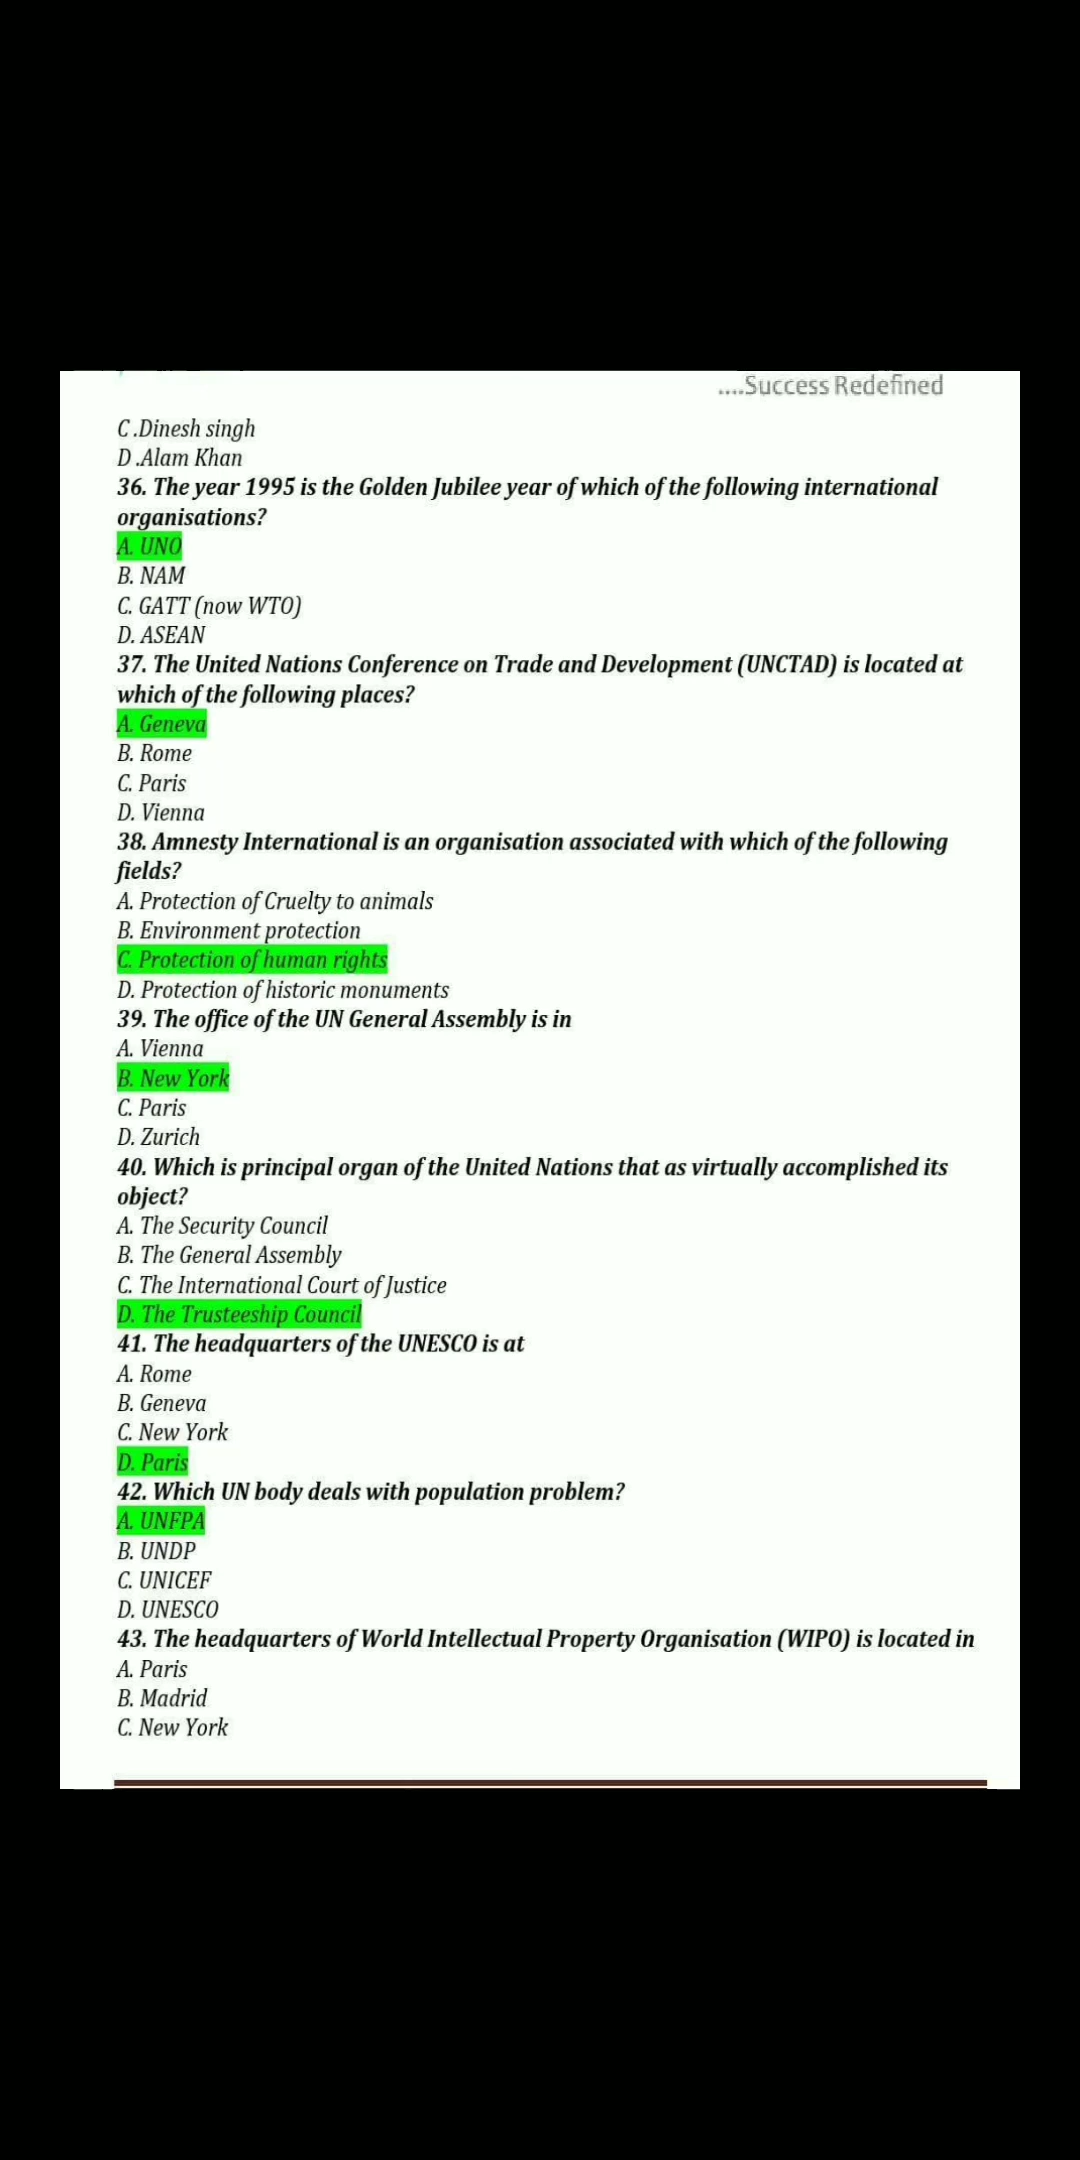 ....Success Redefined
C .Dinesh singh
D .Alam Khan
36. The year 1995 is the Golden Jubilee year of which of the following international
organisations?
A. UNO
B. NAM
C. GATT (now WTO)
D. ASEAN
37. The United Nations Conference on Trade and Development (UNCTAD) is located at
which of the following places?
A. Geneva
B. Rome
C. Paris
D. Vienna
38. Amnesty International is an organisation associated with which of the following
fields?
A. Protection of Cruelty to animals
B. Environment protection
C. Protection of human rights
D. Protection of historic monuments
39. The office of the UN General Assembly is in
A. Vienna
B. New York
C. Paris
D. Zurich
40. Which is principal organ of the United Nations that as virtually accomplished its
object?
A. The Security Council
B. The General Assembly
C. The International Court of Justice
D. The Trusteeship Council
41. The headquarters of the UNESCO is at
A. Rome
B. Geneva
C. New York
D. Paris
42. Which UN body deals with population problem?
A. UNFPA
B. UNDP
C. UNICEF
D. UNESCO
43. The headquarters of World Intellectual Property Organisation (WIPO) is located in
A. Paris
B. Madrid
C. New York